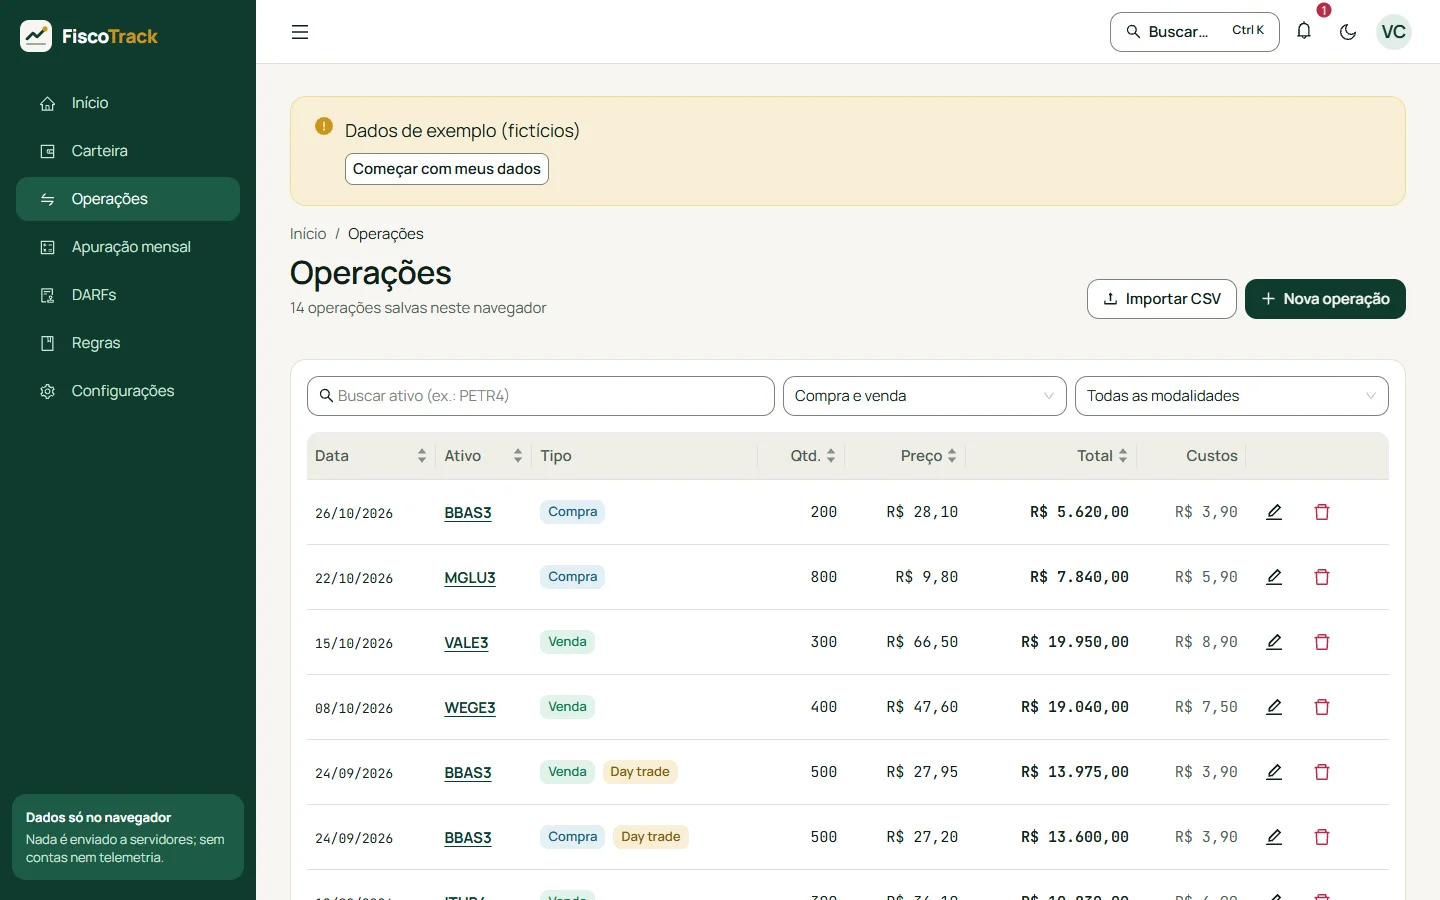 FiscoTrack
Início
Carteira
Operações
Apuração mensal
DARFs
Regras
Configurações
Dados só no navegador
Nada é enviado a servidores; sem
contas nem telemetria.
Buscar... Ctrl K
1
VC
Dados de exemplo (fictícios)
Começar com meus dados
Início / Operações
Operações
14 operações salvas neste navegador
Importar CSV
Nova operação
Buscar ativo (ex.: PETR4)
Compra e venda
Todas as modalidades
Data Ativo Tipo Qtd. Preço Total Custos
26/10/2026 BBAS3 Compra 200 R$ 28,10 R$ 5.620,00 R$ 3,90
22/10/2026 MGLU3 Compra 800 R$ 9,80 R$ 7.840,00 R$ 5,90
15/10/2026 VALE3 Venda 300 R$ 66,50 R$ 19.950,00 R$ 8,90
08/10/2026 WEGE3 Venda 400 R$ 47,60 R$ 19.040,00 R$ 7,50
24/09/2026 BBAS3 Venda Day trade 500 R$ 27,95 R$ 13.975,00 R$ 3,90
24/09/2026 BBAS3 Compra Day trade 500 R$ 27,20 R$ 13.600,00 R$ 3,90
Venda